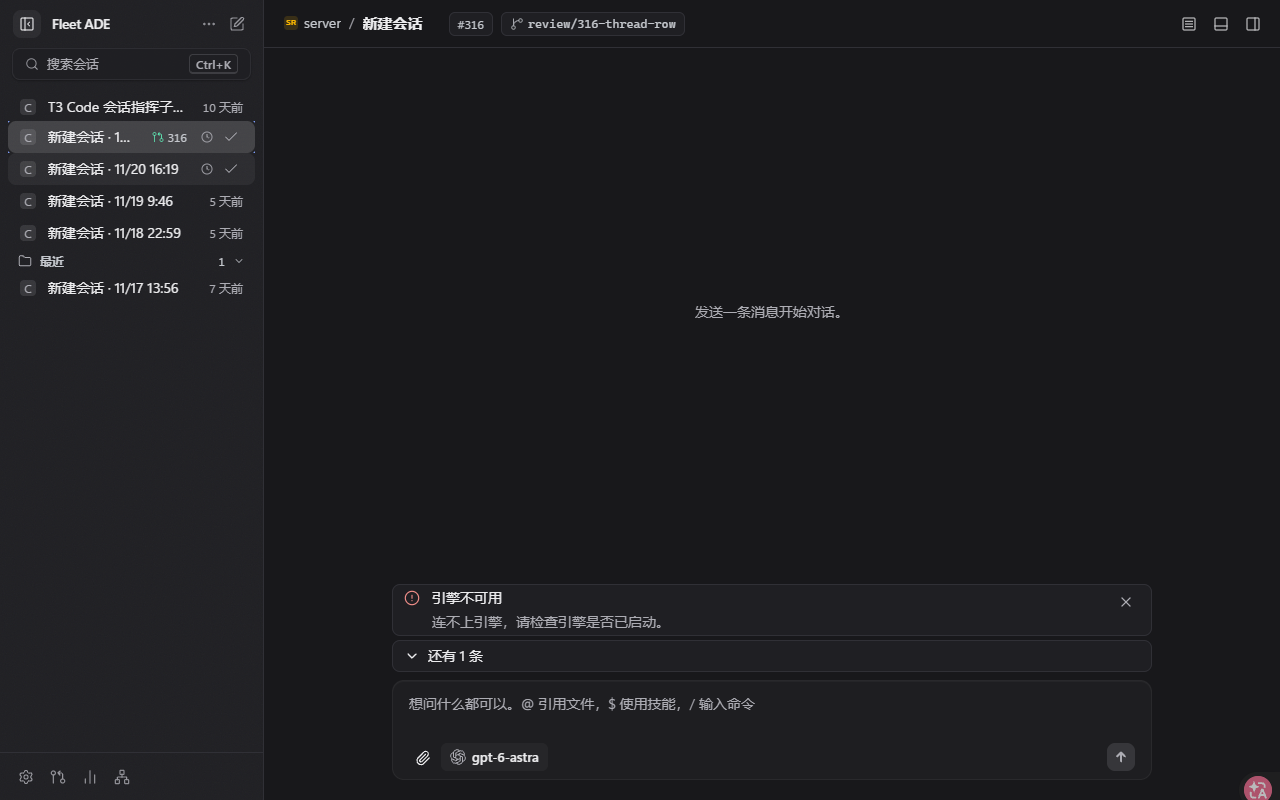 Fleet ADE
搜索会话
Ctrl+K
C T3 Code 会话指挥子... 10 天前
C 新建会话 · 1... 316
C 新建会话 · 11/20 16:19
C 新建会话 · 11/19 9:46 5 天前
C 新建会话 · 11/18 22:59 5 天前
最近 1
C 新建会话 · 11/17 13:56 7 天前
SR server / 新建会话 #316 review/316-thread-row
发送一条消息开始对话。
引擎不可用
连不上引擎，请检查引擎是否已启动。
还有 1 条
想问什么都可以。@ 引用文件，$ 使用技能，/ 输入命令
gpt-6-astra